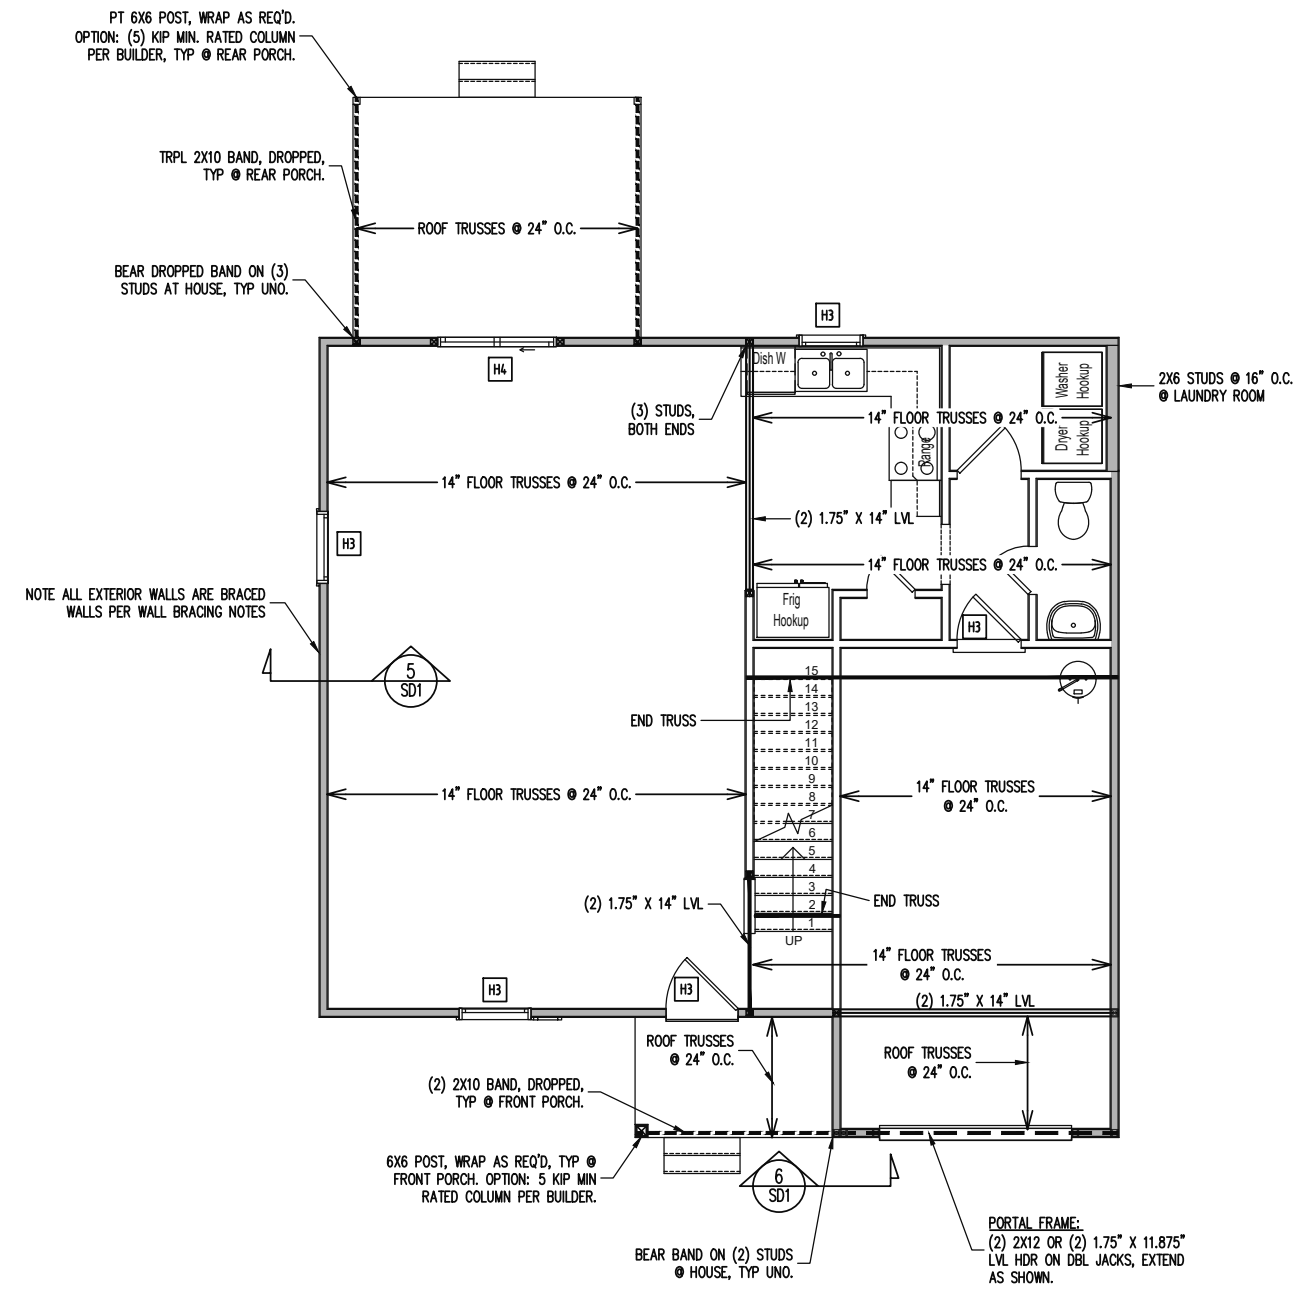 PT 6X6 POST, WRAP AS REQ'D.
OPTION: (5) KIP MIN. RATED COLUMN
PER BUILDER, TYP @ REAR PORCH.
TRPL 2X10 BAND, DROPPED,
TYP @ REAR PORCH.
ROOF TRUSSES @ 24" O.C.
BEAR DROPPED BAND ON (3)
STUDS AT HOUSE, TYP UNO.
H3
H4
Dish W
Washer
Hookup
2X6 STUDS @ 16" O.C.
@ LAUNDRY ROOM
(3) STUDS,
BOTH ENDS
14" FLOOR TRUSSES @ 24" O.C.
Dryer
Hookup
Range
14" FLOOR TRUSSES @ 24" O.C.
(2) 1.75" X 14" LVL
H3
14" FLOOR TRUSSES @ 24" O.C.
NOTE ALL EXTERIOR WALLS ARE BRACED
WALLS PER WALL BRACING NOTES
Frig
Hookup
H3
5
SD1
15
14
13
12
11
10
9
8
7
6
5
4
3
2
1
UP
END TRUSS
14" FLOOR TRUSSES @ 24" O.C.
14" FLOOR TRUSSES
@ 24" O.C.
(2) 1.75" X 14" LVL
END TRUSS
14" FLOOR TRUSSES
@ 24" O.C.
H3
H3
(2) 1.75" X 14" LVL
ROOF TRUSSES
@ 24" O.C.
ROOF TRUSSES
@ 24" O.C.
(2) 2X10 BAND, DROPPED,
TYP @ FRONT PORCH.
6X6 POST, WRAP AS REQ'D, TYP @
FRONT PORCH. OPTION: 5 KIP MIN
RATED COLUMN PER BUILDER.
6
SD1
BEAR BAND ON (2) STUDS
@ HOUSE, TYP UNO.
PORTAL FRAME:
(2) 2X12 OR (2) 1.75" X 11.875"
LVL HDR ON DBL JACKS, EXTEND
AS SHOWN.